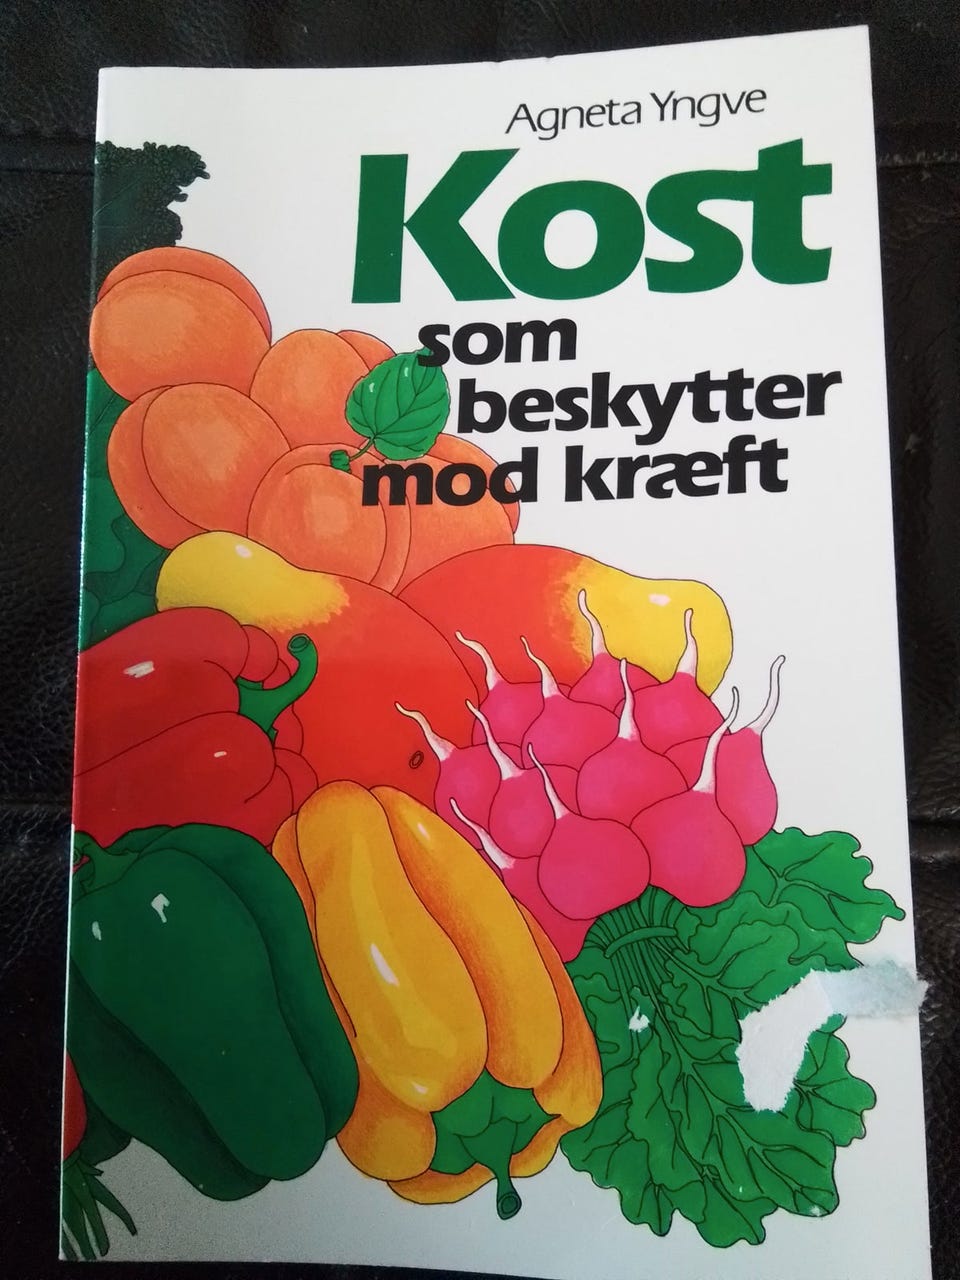 Agneta Yngve
Kost
som
beskytter
mod kræft